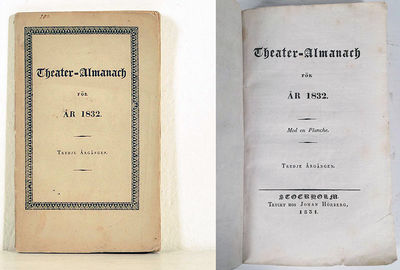 Theater-Almanach
FÖR
ÅR 1832.
TREDJE ÅRGÅNGEN.
Theater-Almanach
FÖR
ÅR 1832.
Med en Planche.
TREDJE ÅRGÅNGEN.
STOCKHOLM.
TRYCKT HOS JOHAN HÖRBERG,
1831.